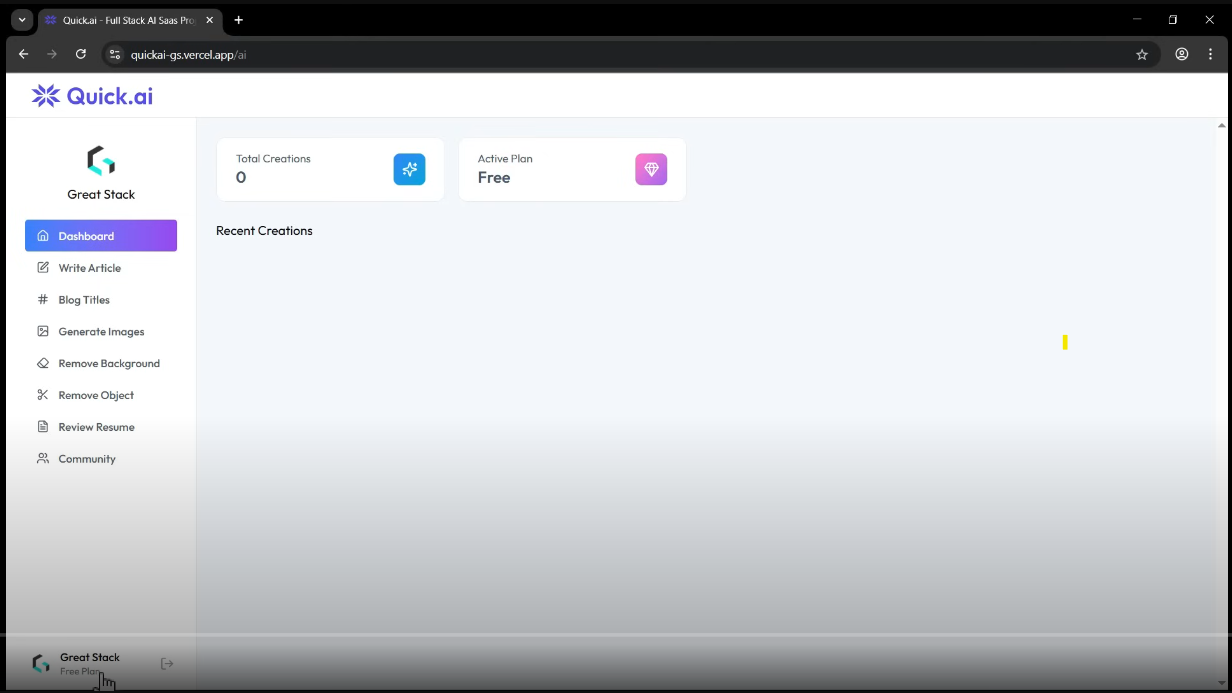 Quick.ai - Full Stack AI Saas Pro
quickai-gs.vercel.app/ai
Quick.ai
Great Stack
Total Creations
0
Active Plan
Free
Recent Creations
Dashboard
Write Article
Blog Titles
Generate Images
Remove Background
Remove Object
Review Resume
Community
Great Stack
Free Plan